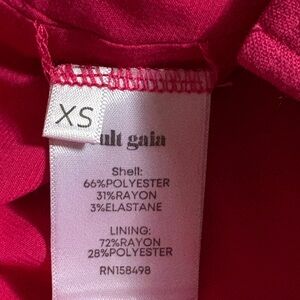 XS
ult gaia
Shell:
66%POLYESTER
31%RAYON
3%ELASTANE
LINING:
72%RAYON
28%POLYESTER
RN158498